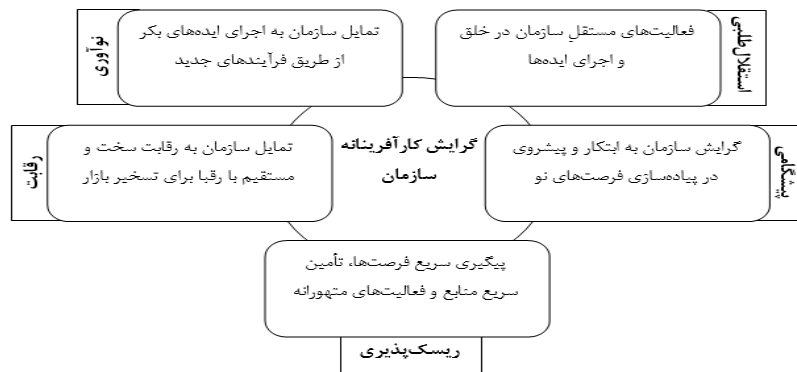 استقلال‌طلبی
فعالیت‌های مستقلِ سازمان در خلق
و اجرای ایده‌ها
نوآوری
تمایل سازمان به اجرای ایده‌های بکر
از طریق فرآیندهای جدید
پیشگامی
گرایش سازمان به ابتکار و پیشروی
در پیاده‌سازی فرصت‌های نو
گرایش کارآفرینانه
سازمان
رقابت
تمایل سازمان به رقابت سخت و
مستقیم با رقبا برای تسخیر بازار
پیگیری سریع فرصت‌ها، تأمین
سریع منابع و فعالیت‌های متهورانه
ریسک‌پذیری